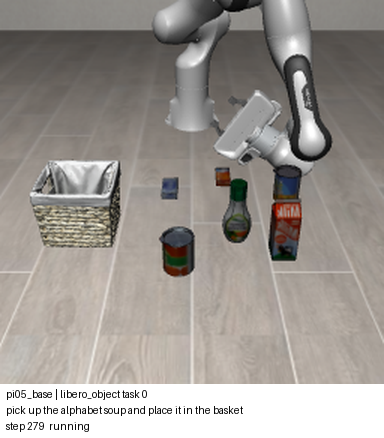 pi05_base | libero_object task 0
pick up the alphabet soup and place it in the basket
step 279 running